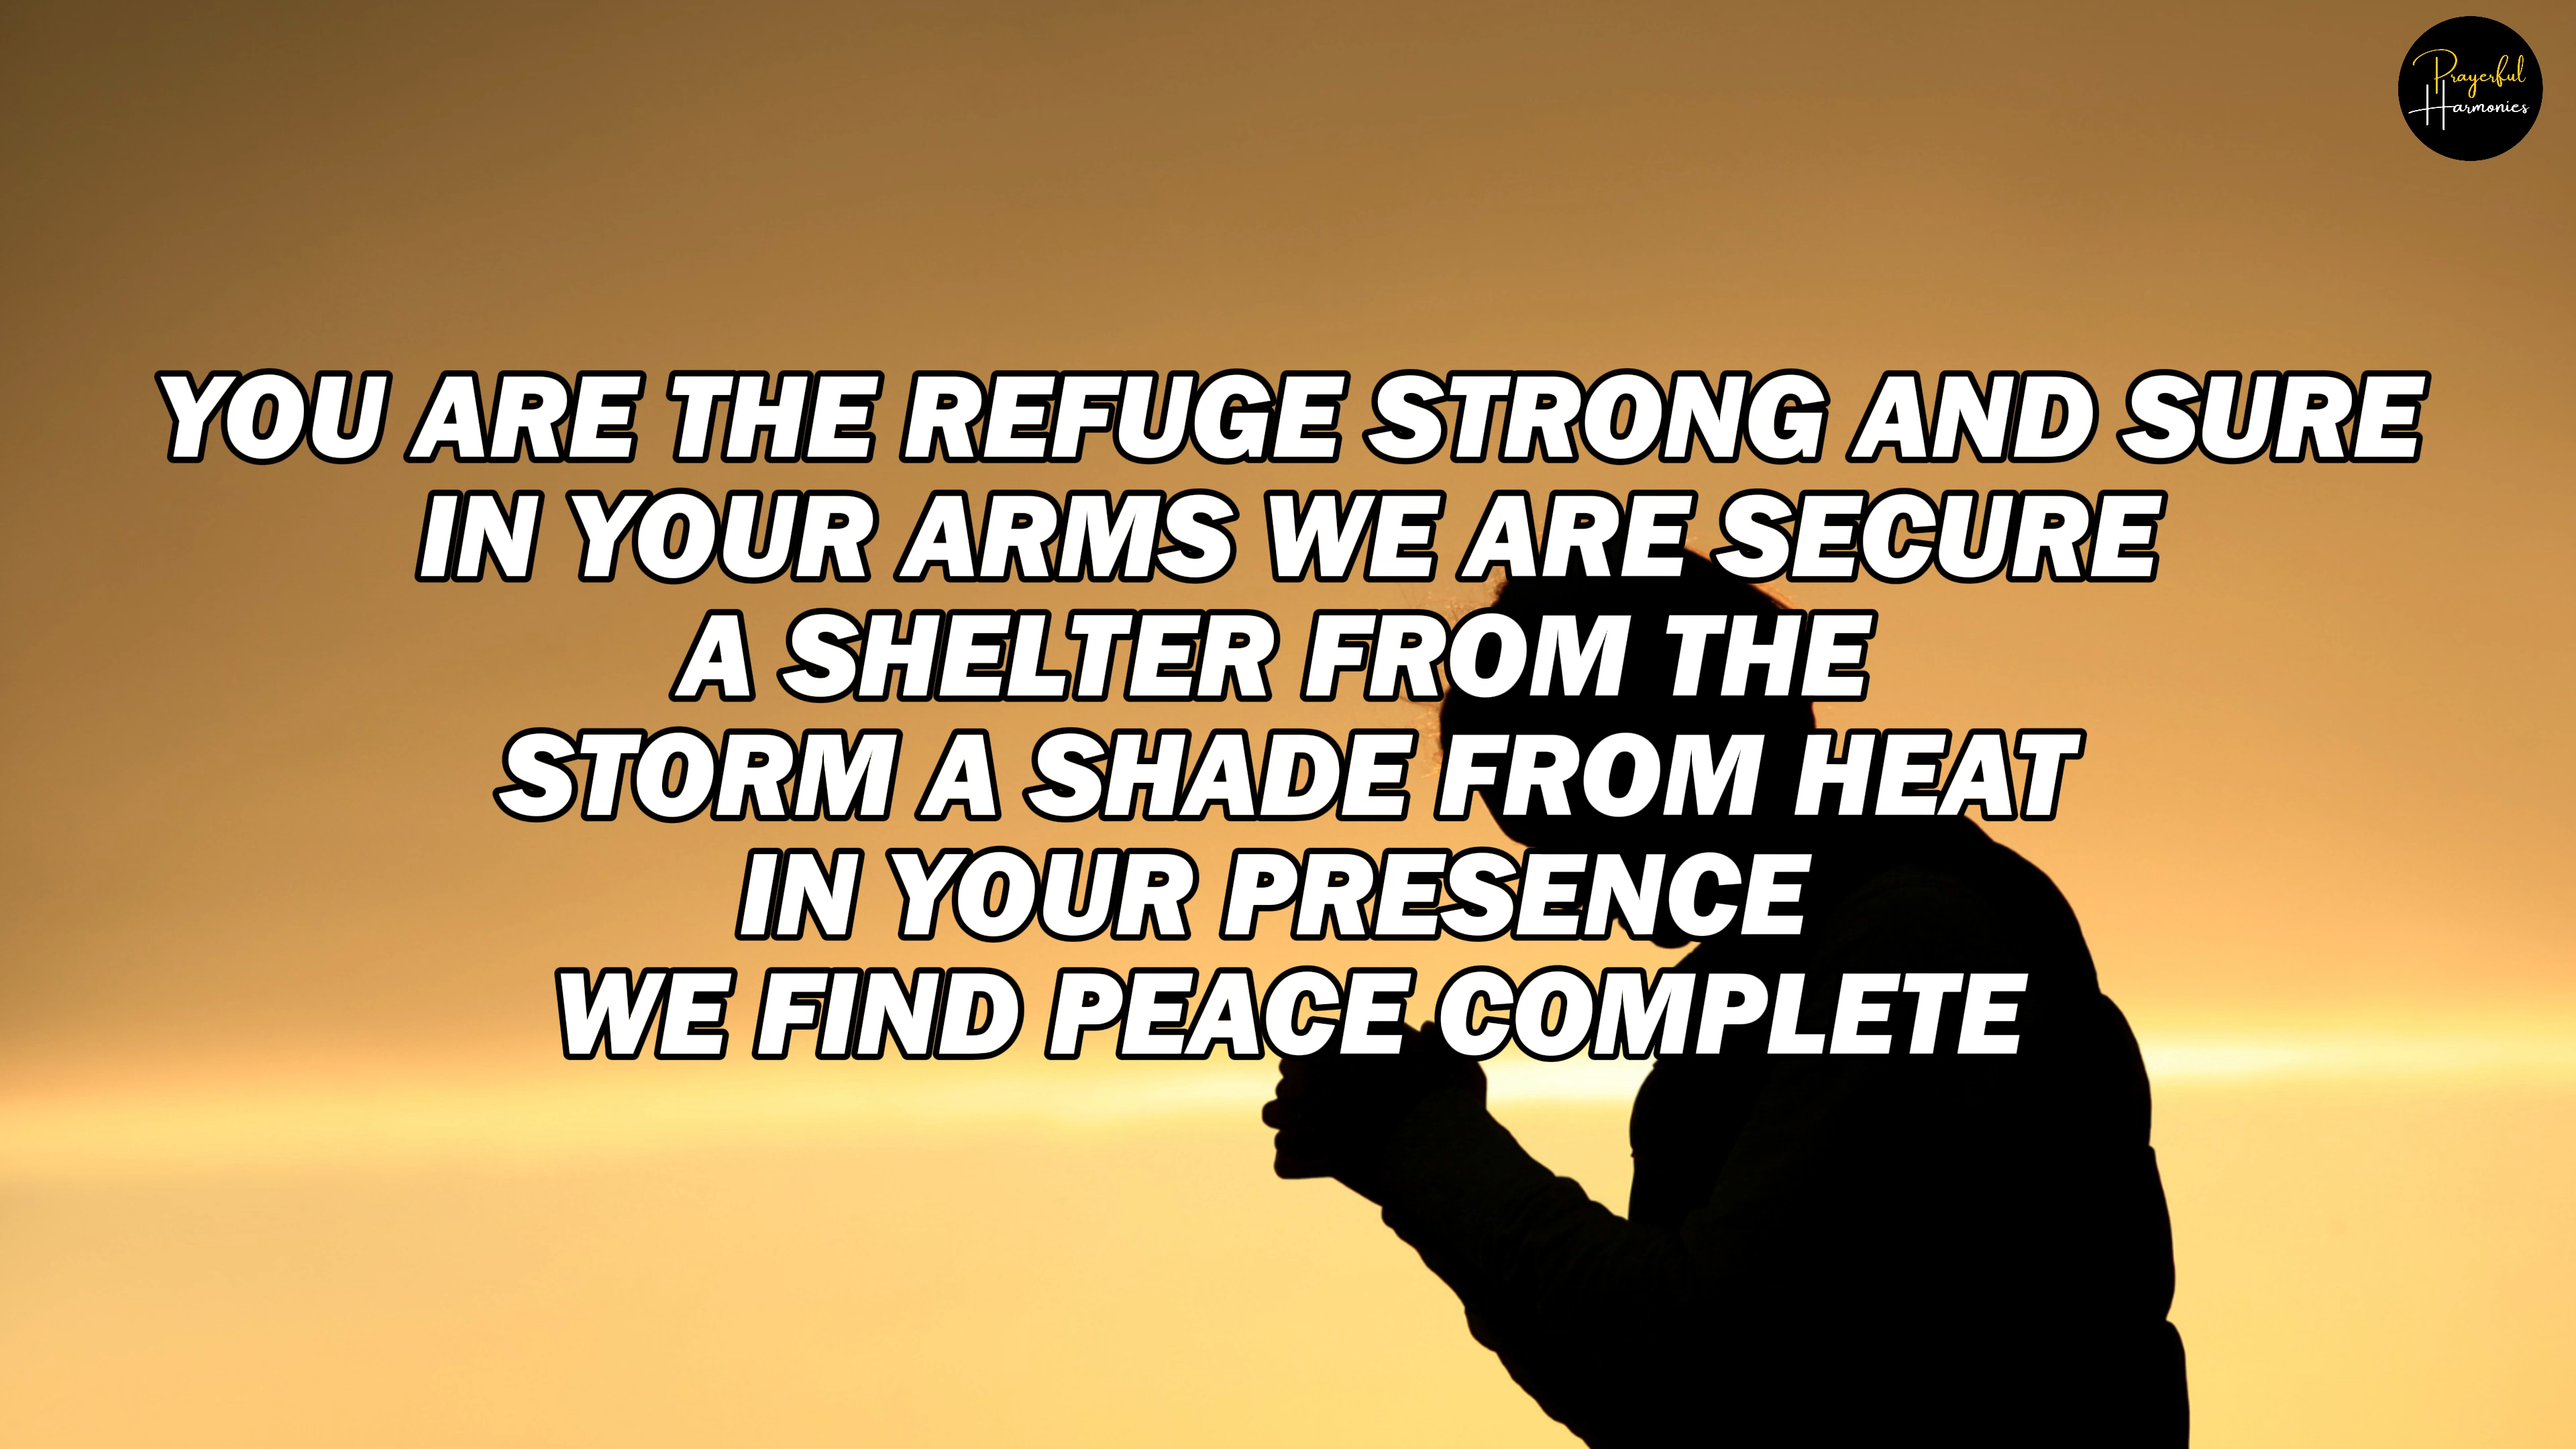 Prayerful
Harmonies
YOU ARE THE REFUGE STRONG AND SURE
IN YOUR ARMS WE ARE SECURE
A SHELTER FROM THE
STORM A SHADE FROM HEAT
IN YOUR PRESENCE
WE FIND PEACE COMPLETE